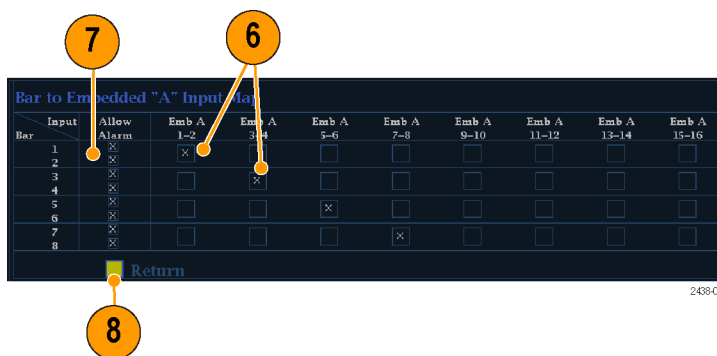 7 6
Bar to Embedded "A" Input Map
Input Allow Emb A Emb A Emb A Emb A Emb A Emb A Emb A Emb A
Bar Alarm 1-2 3-4 5-6 7-8 9-10 11-12 13-14 15-16
1 X X
2 X
3 X X
4 X
5 X X
6 X
7 X X
8 X
Return
2438-0
8